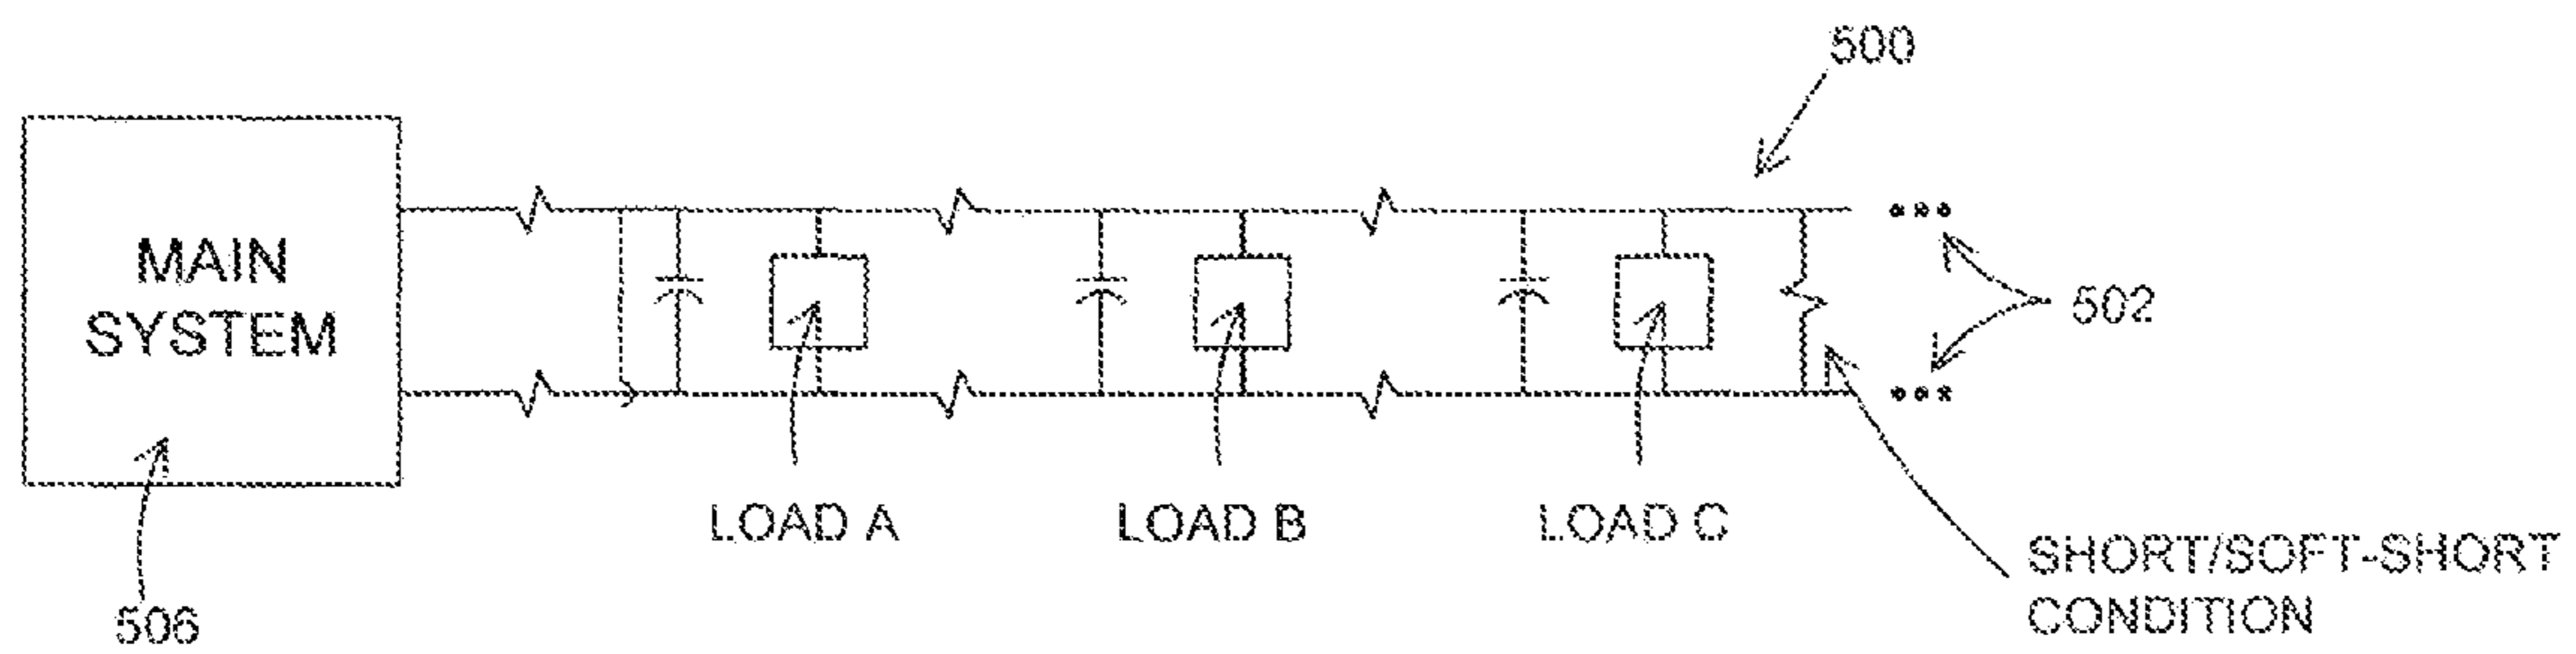 500
MAIN
SYSTEM
502
LOAD A
LOAD B
LOAD C
SHORT/SOFT-SHORT
CONDITION
506